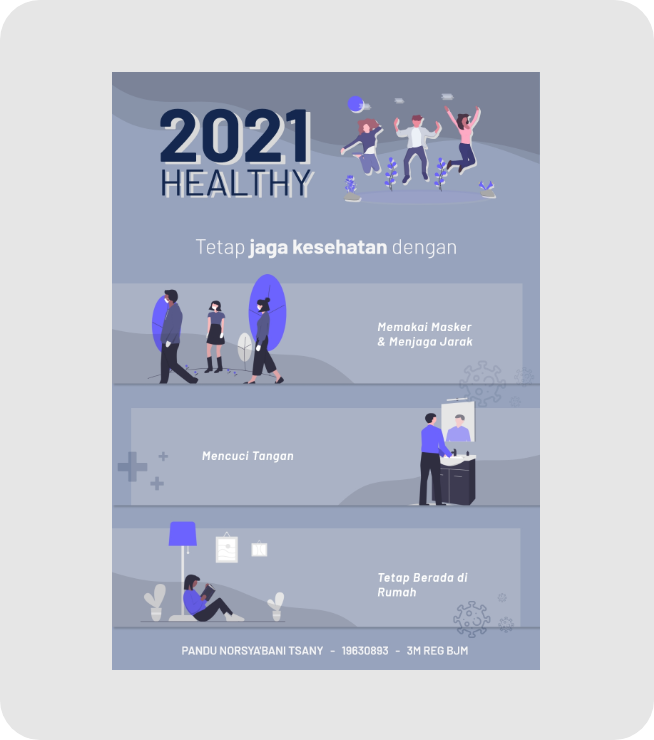 2021
HEALTHY
Tetap jaga kesehatan dengan
Memakai Masker
& Menjaga Jarak
Mencuci Tangan
Tetap Berada di
Rumah
PANDU NORSYA'BANI TSANY - 19630893 - 3M REG BJM